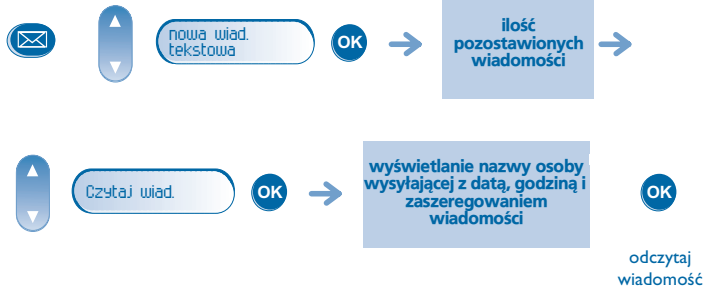 nowa wiad.
tekstowa
OK
ilość
pozostawionych
wiadomości
Czytaj wiad.
OK
wyświetlanie nazwy osoby
wysyłającej z datą, godziną i
zaszeregowaniem
wiadomości
OK
odczytaj
wiadomość